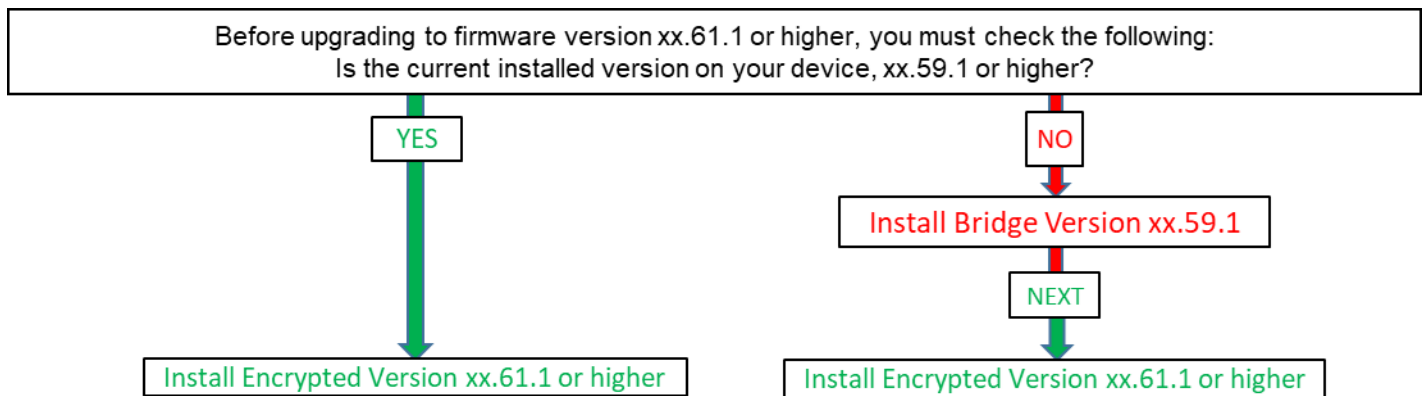 Before upgrading to firmware version xx.61.1 or higher, you must check the following:
Is the current installed version on your device, xx.59.1 or higher?
YES
NO
Install Bridge Version xx.59.1
NEXT
Install Encrypted Version xx.61.1 or higher
Install Encrypted Version xx.61.1 or higher